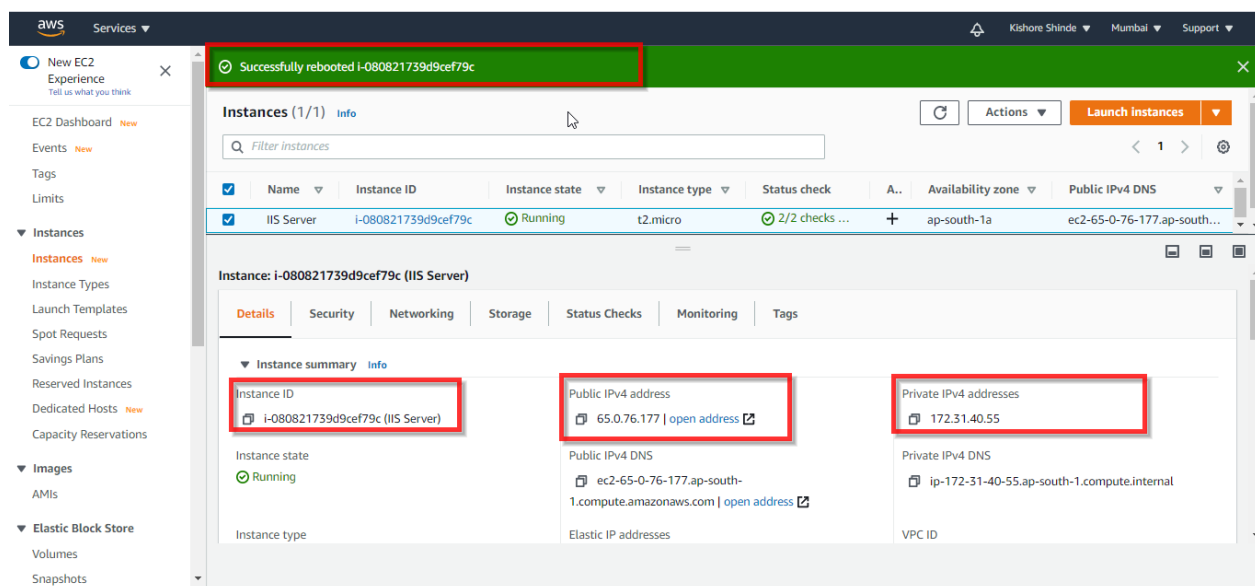 aws Services Kishore Shinde Mumbai Support
New EC2
Experience
Tell us what you think
EC2 Dashboard New
Events New
Tags
Limits
Instances
Instances New
Instance Types
Launch Templates
Spot Requests
Savings Plans
Reserved Instances
Dedicated Hosts New
Capacity Reservations
Images
AMIs
Elastic Block Store
Volumes
Snapshots
Successfully rebooted i-080821739d9cef79c
Instances (1/1) Info
Actions Launch instances
Filter instances
1
Name Instance ID Instance state Instance type Status check A.. Availability zone Public IPv4 DNS
IIS Server i-080821739d9cef79c Running t2.micro 2/2 checks ... ap-south-1a ec2-65-0-76-177.ap-south...
Instance: i-080821739d9cef79c (IIS Server)
Details Security Networking Storage Status Checks Monitoring Tags
Instance summary Info
Instance ID Public IPv4 address Private IPv4 addresses
i-080821739d9cef79c (IIS Server) 65.0.76.177 | open address 172.31.40.55
Instance state Public IPv4 DNS Private IPv4 DNS
Running ec2-65-0-76-177.ap-south- ip-172-31-40-55.ap-south-1.compute.internal
1.compute.amazonaws.com | open address
Instance type Elastic IP addresses VPC ID